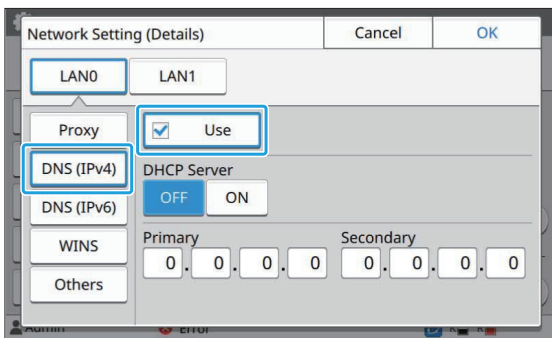 Network Setting (Details)
Cancel
OK
LAN0
LAN1
Proxy
Use
DNS (IPv4)
DHCP Server
OFF
ON
DNS (IPv6)
WINS
Primary
Secondary
0 . 0 . 0 . 0
0 . 0 . 0 . 0
Others
Admin
Error